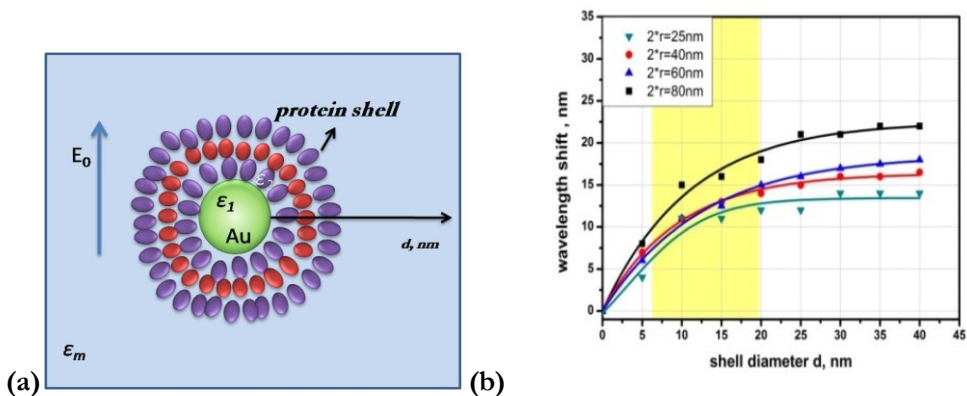 (a)
protein shell
E₀
ε₂
ε₁
Au
d, nm
εₘ
(b)
wavelength shift , nm
35
30
25
20
15
10
5
0
2*r=25nm
2*r=40nm
2*r=60nm
2*r=80nm
0 5 10 15 20 25 30 35 40 45
shell diameter d, nm